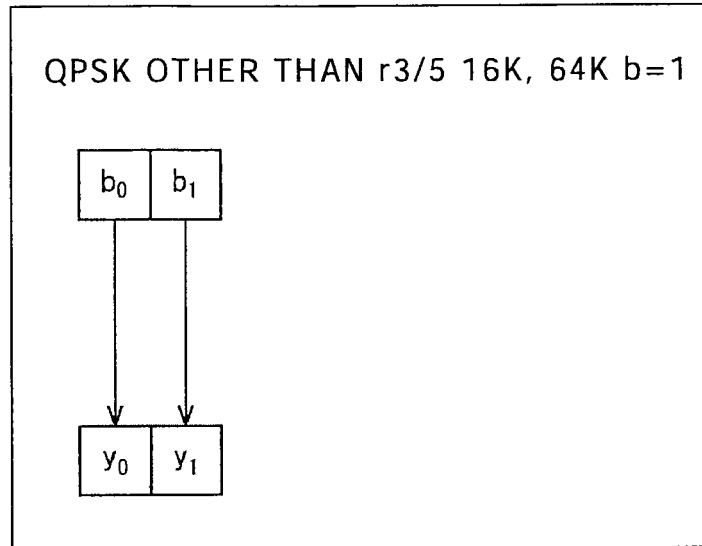 QPSK OTHER THAN r3/5 16K, 64K b=1
b₀ b₁
y₀ y₁